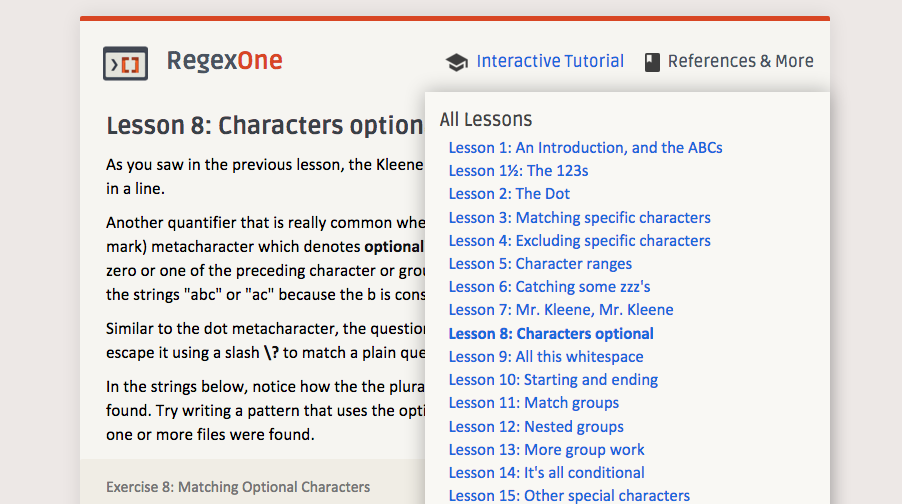 RegexOne
Interactive Tutorial
References & More
Lesson 8: Characters option
As you saw in the previous lesson, the Kleene
in a line.
Another quantifier that is really common whe
mark) metacharacter which denotes optional
zero or one of the preceding character or grou
the strings "abc" or "ac" because the b is cons
Similar to the dot metacharacter, the question
escape it using a slash \? to match a plain que
In the strings below, notice how the the plura
found. Try writing a pattern that uses the opti
one or more files were found.
Exercise 8: Matching Optional Characters
All Lessons
Lesson 1: An Introduction, and the ABCs
Lesson 1½: The 123s
Lesson 2: The Dot
Lesson 3: Matching specific characters
Lesson 4: Excluding specific characters
Lesson 5: Character ranges
Lesson 6: Catching some zzz's
Lesson 7: Mr. Kleene, Mr. Kleene
Lesson 8: Characters optional
Lesson 9: All this whitespace
Lesson 10: Starting and ending
Lesson 11: Match groups
Lesson 12: Nested groups
Lesson 13: More group work
Lesson 14: It's all conditional
Lesson 15: Other special characters